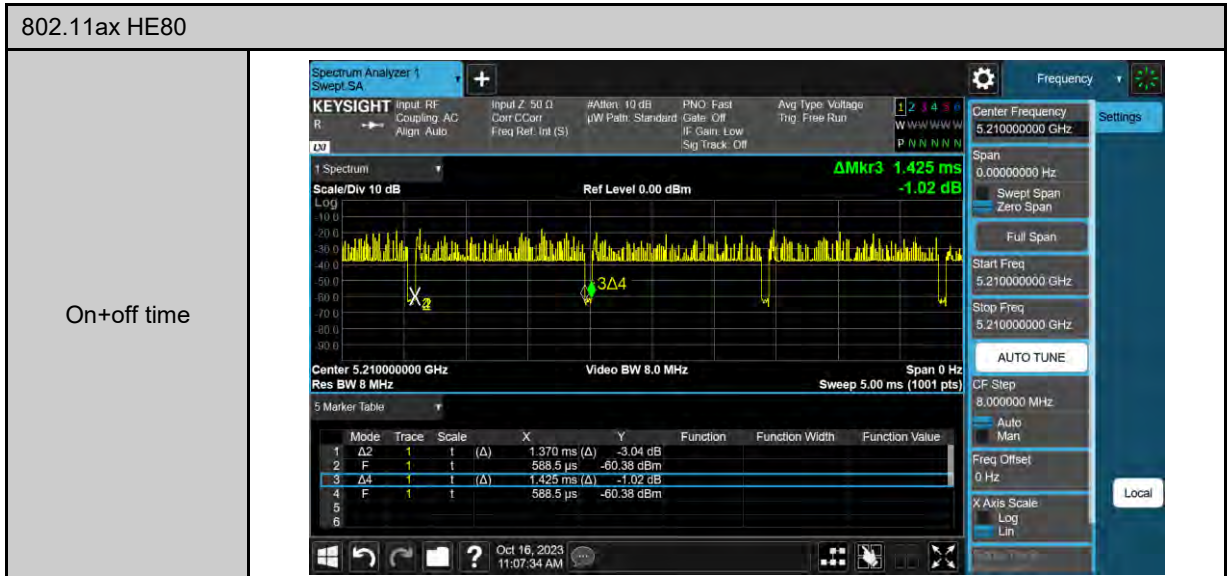 802.11ax HE80
On+off time
Spectrum Analyzer 1
Swept SA
+
Frequency
KEYSIGHT
R
LXI
Input: RF
Coupling: AC
Align: Auto
Input Z: 50 Ω
Corr CCorr
Freq Ref: Int (S)
#Atten: 10 dB
µW Path: Standard
PNO: Fast
Gate: Off
IF Gain: Low
Sig Track: Off
Avg Type: Voltage
Trig: Free Run
1 2 3 4 5 6
W W W W W W
P N N N N N
1 Spectrum
Scale/Div 10 dB
Ref Level 0.00 dBm
ΔMkr3 1.425 ms
-1.02 dB
Log
-10.0
-20.0
-30.0
-40.0
-50.0
-60.0
-70.0
-80.0
-90.0
3Δ4
Center 5.210000000 GHz
Video BW 8.0 MHz
Span 0 Hz
Res BW 8 MHz
Sweep 5.00 ms (1001 pts)
5 Marker Table
Mode Trace Scale X Y Function Function Width Function Value
1 Δ2 1 t (Δ) 1.370 ms (Δ) -3.04 dB
2 F 1 t 588.5 µs -60.38 dBm
3 Δ4 1 t (Δ) 1.425 ms (Δ) -1.02 dB
4 F 1 t 588.5 µs -60.38 dBm
5
6
Center Frequency
5.210000000 GHz
Settings
Span
0.00000000 Hz
Swept Span
Zero Span
Full Span
Start Freq
5.210000000 GHz
Stop Freq
5.210000000 GHz
AUTO TUNE
CF Step
8.000000 MHz
Auto
Man
Freq Offset
0 Hz
X Axis Scale
Log
Lin
Local
?
Oct 16, 2023
11:07:34 AM